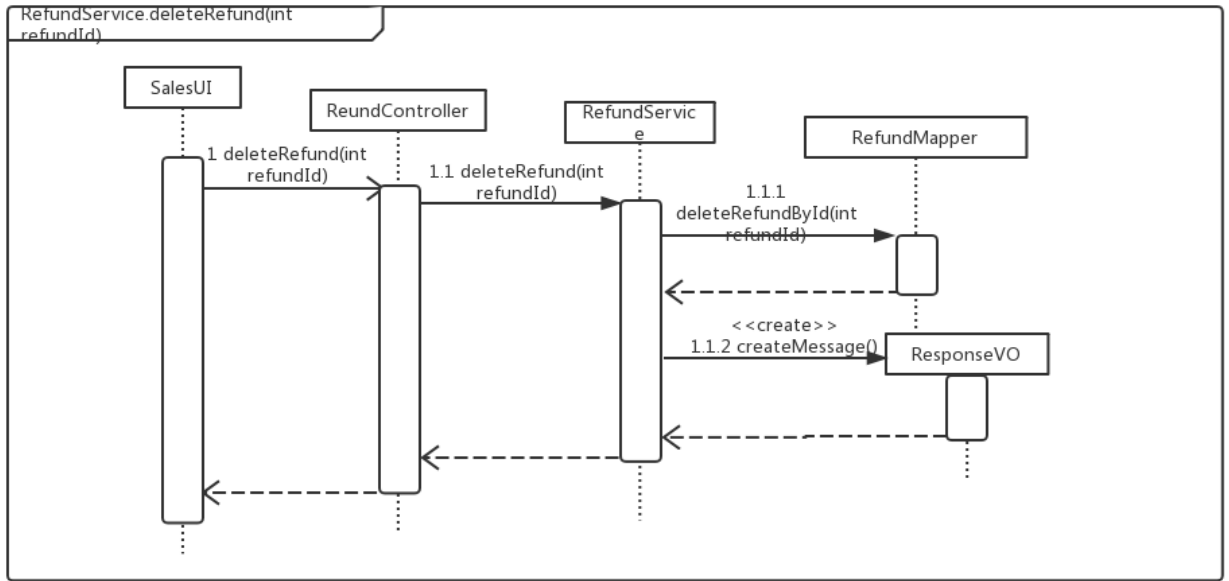 RefundService.deleteRefund(int
refundId)
SalesUI
ReundController
RefundServic
e
RefundMapper
1 deleteRefund(int
refundId)
1.1 deleteRefund(int
refundId)
1.1.1
deleteRefundById(int
refundId)
<<create>>
1.1.2 createMessage()
ResponseVO